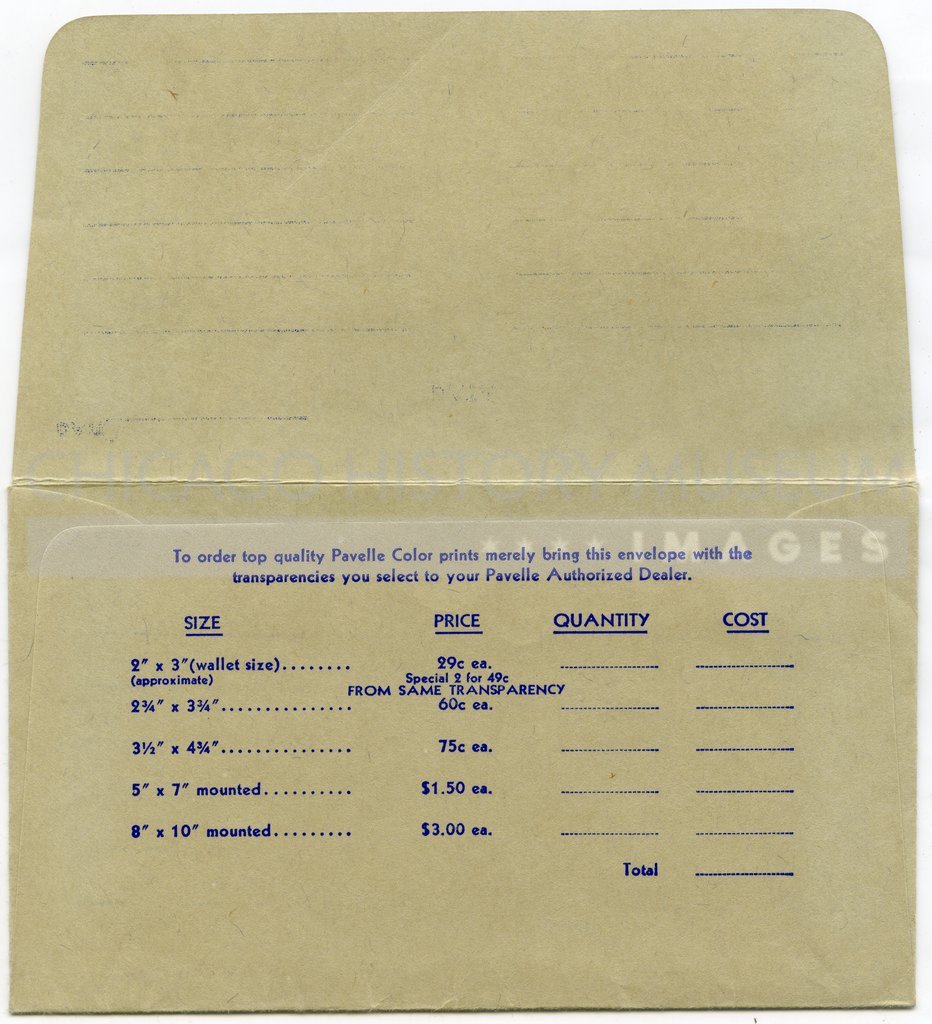 CHICAGO HISTORY MUSEUM
IMAGES
To order top quality Pavelle Color prints merely bring this envelope with the
transparencies you select to your Pavelle Authorized Dealer.
SIZE PRICE QUANTITY COST
2" x 3" (wallet size)........ 29c ea.
(approximate) Special 2 for 49c
FROM SAME TRANSPARENCY
2¾" x 3¾"............... 60c ea.
3½" x 4¾"............... 75c ea.
5" x 7" mounted.......... $1.50 ea.
8" x 10" mounted......... $3.00 ea.
Total